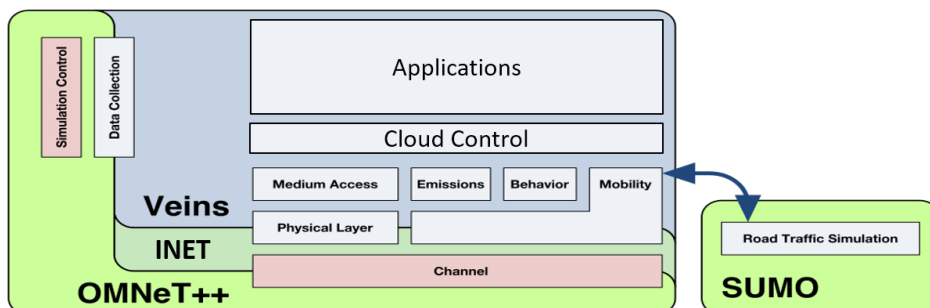 Simulation Control
Data Collection
Applications
Cloud Control
Medium Access
Emissions
Behavior
Mobility
Veins
Physical Layer
INET
Channel
OMNeT++
Road Traffic Simulation
SUMO